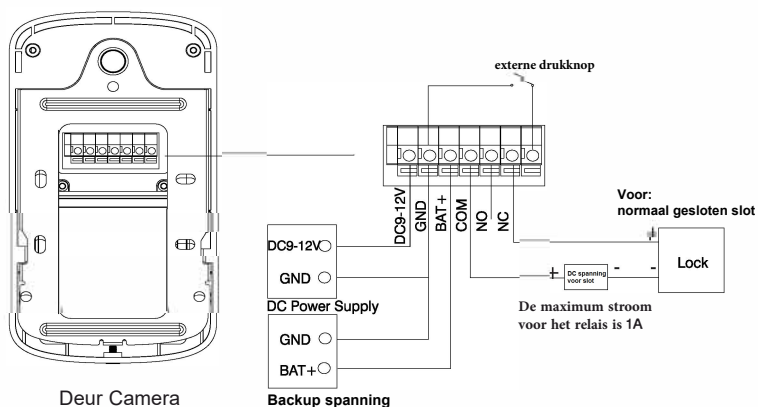 externe drukknop
DC9-12V
GND
BAT+
COM
NO
NC
Voor:
normaal gesloten slot
+
Lock
-
-
+
DC spanning
voor slot
De maximum stroom
voor het relais is 1A
DC9-12V
GND
DC Power Supply
GND
BAT+
Backup spanning
Deur Camera